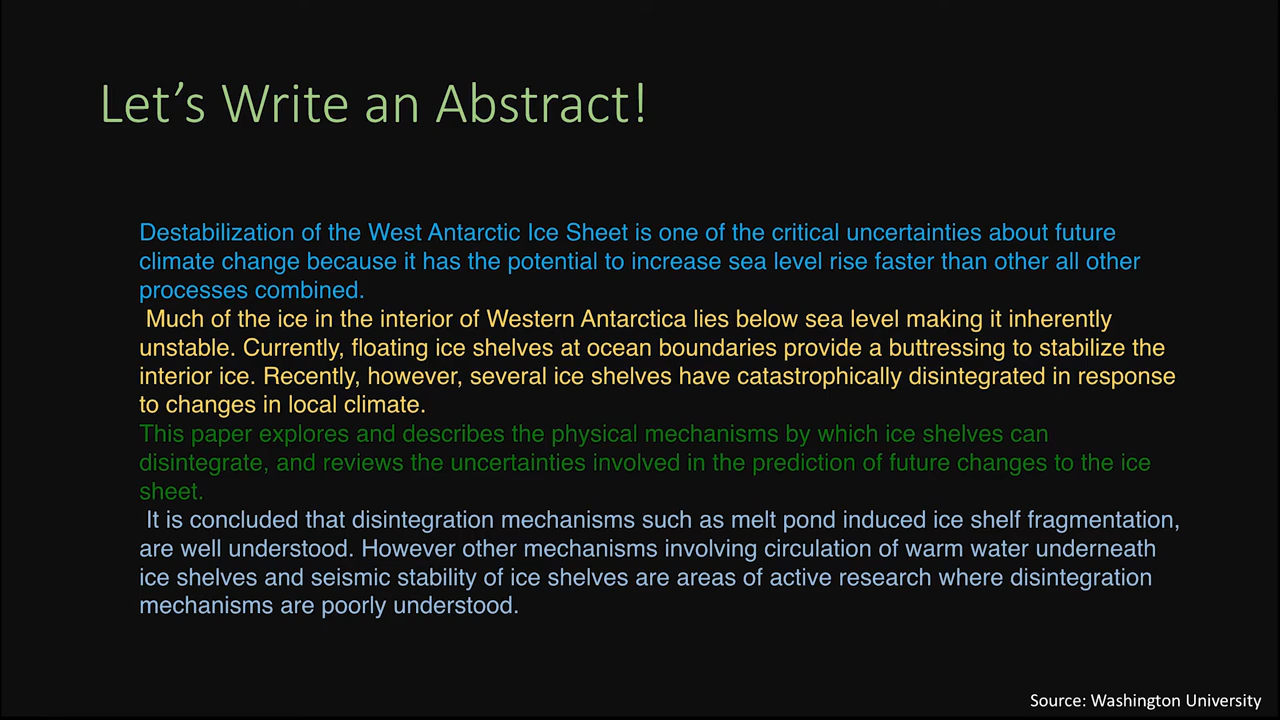 Let’s Write an Abstract!
Destabilization of the West Antarctic Ice Sheet is one of the critical uncertainties about future
climate change because it has the potential to increase sea level rise faster than other all other
processes combined.
Much of the ice in the interior of Western Antarctica lies below sea level making it inherently
unstable. Currently, floating ice shelves at ocean boundaries provide a buttressing to stabilize the
interior ice. Recently, however, several ice shelves have catastrophically disintegrated in response
to changes in local climate.
This paper explores and describes the physical mechanisms by which ice shelves can
disintegrate, and reviews the uncertainties involved in the prediction of future changes to the ice
sheet.
It is concluded that disintegration mechanisms such as melt pond induced ice shelf fragmentation,
are well understood. However other mechanisms involving circulation of warm water underneath
ice shelves and seismic stability of ice shelves are areas of active research where disintegration
mechanisms are poorly understood.
Source: Washington University